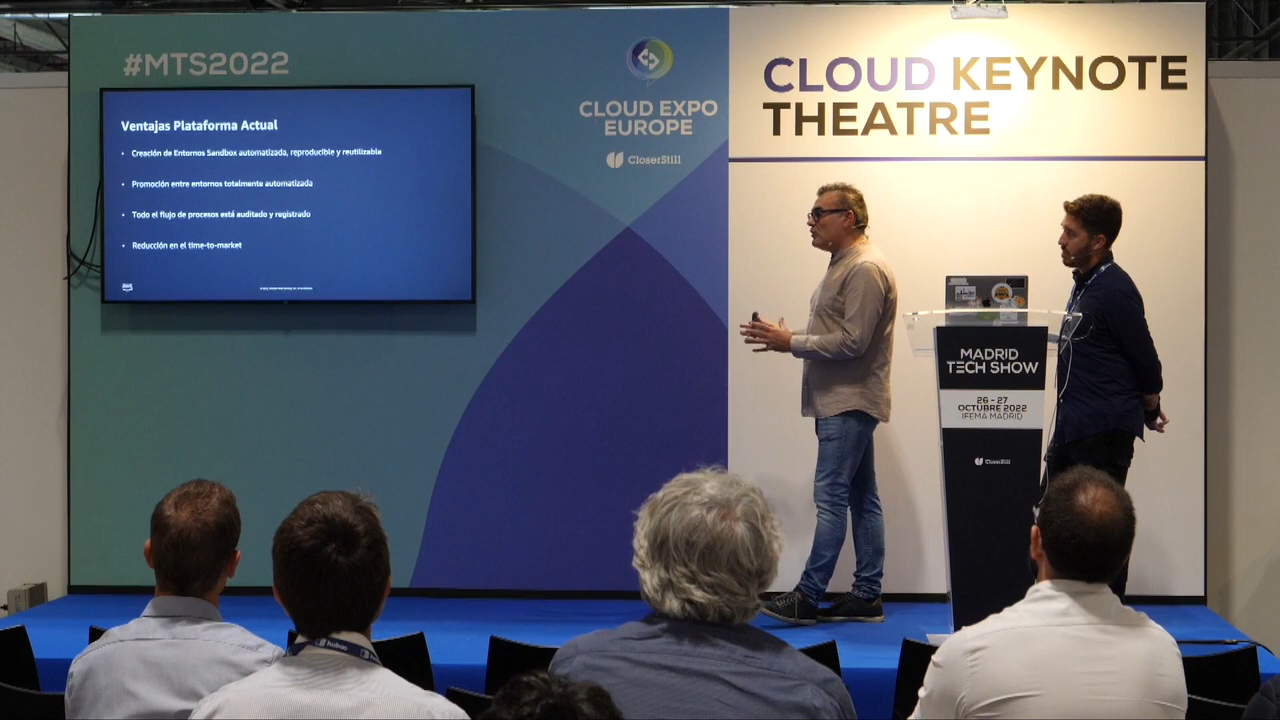 #MTS2022
Ventajas Plataforma Actual
• Creación de Entornos Sandbox automatizada, reproducible y reutilizable
• Promoción entre entornos totalmente automatizada
• Todo el flujo de procesos está auditado y registrado
• Reducción en el time-to-market
aws
CLOUD EXPO
EUROPE
CloserStill
CLOUD KEYNOTE
THEATRE
MADRID
TECH SHOW
26 - 27
OCTUBRE 2022
IFEMA MADRID
CloserStill